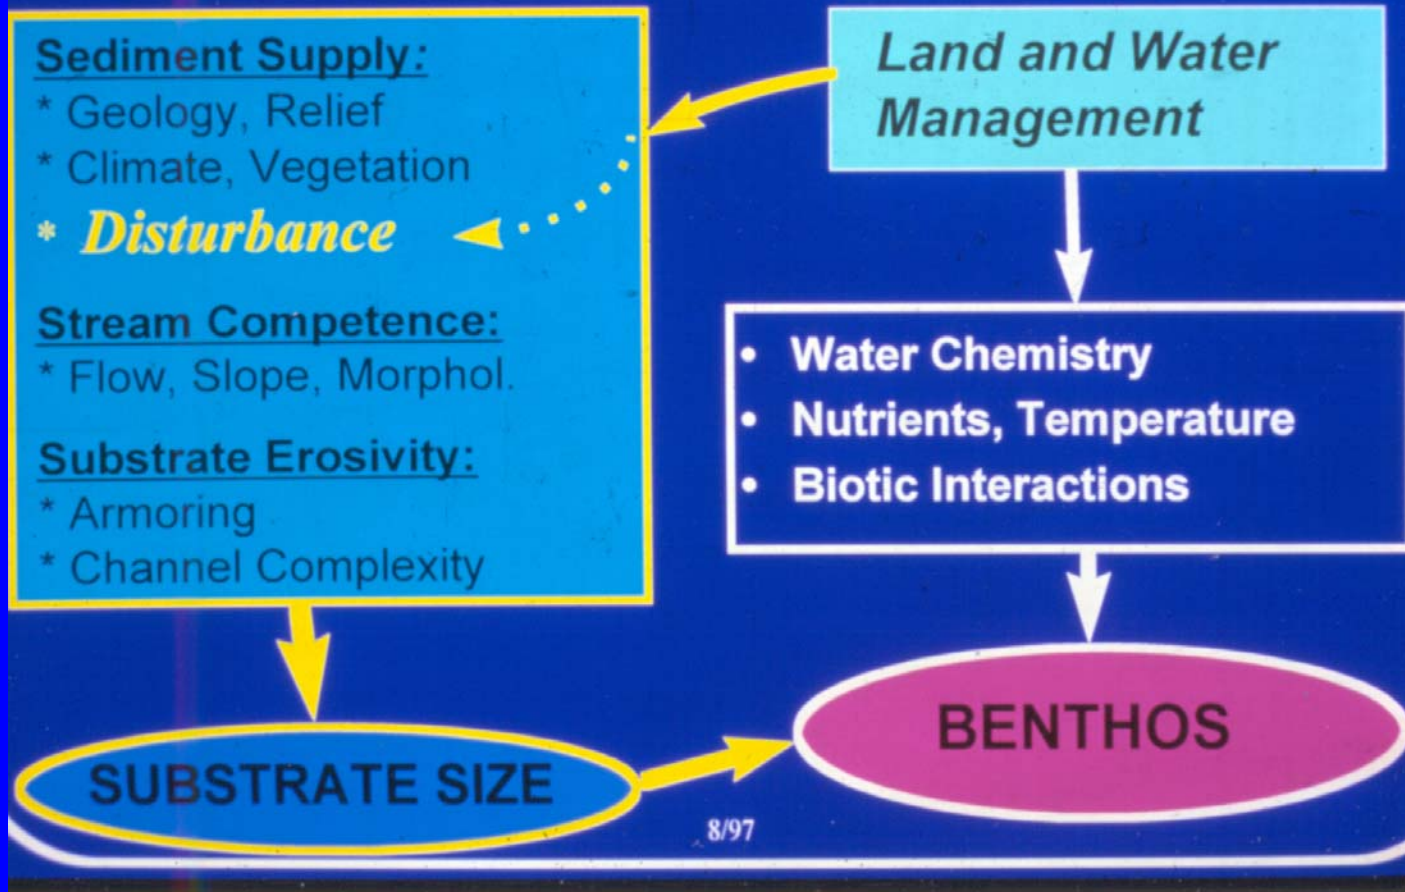 Sediment Supply:
* Geology, Relief
* Climate, Vegetation
* Disturbance
Stream Competence:
* Flow, Slope, Morphol.
Substrate Erosivity:
* Armoring
* Channel Complexity
SUBSTRATE SIZE
Land and Water
Management
• Water Chemistry
• Nutrients, Temperature
• Biotic Interactions
BENTHOS
8/97